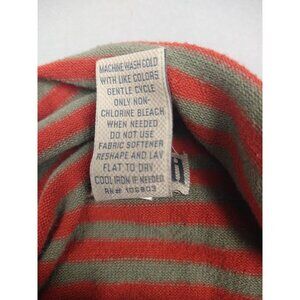 MACHINE WASH COLD
WITH LIKE COLORS
GENTLE CYCLE
ONLY NON-
CHLORINE BLEACH
WHEN NEEDED
DO NOT USE
FABRIC SOFTENER
RESHAPE AND LAY
FLAT TO DRY
COOL IRON IF NEEDED
RN# 106803